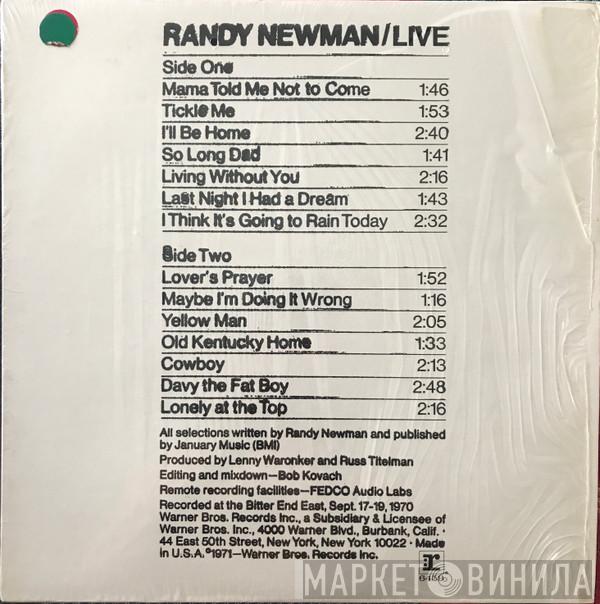 RANDY NEWMAN/LIVE
Side One
Mama Told Me Not to Come 1:46
Tickle Me 1:53
I'll Be Home 2:40
So Long Dad 1:41
Living Without You 2:16
Last Night I Had a Dream 1:43
I Think It's Going to Rain Today 2:32
Side Two
Lover's Prayer 1:52
Maybe I'm Doing It Wrong 1:16
Yellow Man 2:05
Old Kentucky Home 1:33
Cowboy 2:13
Davy the Fat Boy 2:48
Lonely at the Top 2:16
All selections written by Randy Newman and published
by January Music (BMI)
Produced by Lenny Waronker and Russ Titelman
Editing and mixdown—Bob Kovach
Remote recording facilities—FEDCO Audio Labs
Recorded at the Bitter End East, Sept. 17-19, 1970
Warner Bros. Records Inc., a Subsidiary & Licensee of
Warner Bros. Inc., 4000 Warner Blvd., Burbank, Calif. •
44 East 50th Street, New York, New York 10022 • Made
in U.S.A. ©1971—Warner Bros. Records Inc.
r
МАРКЕТ ВИНИЛА